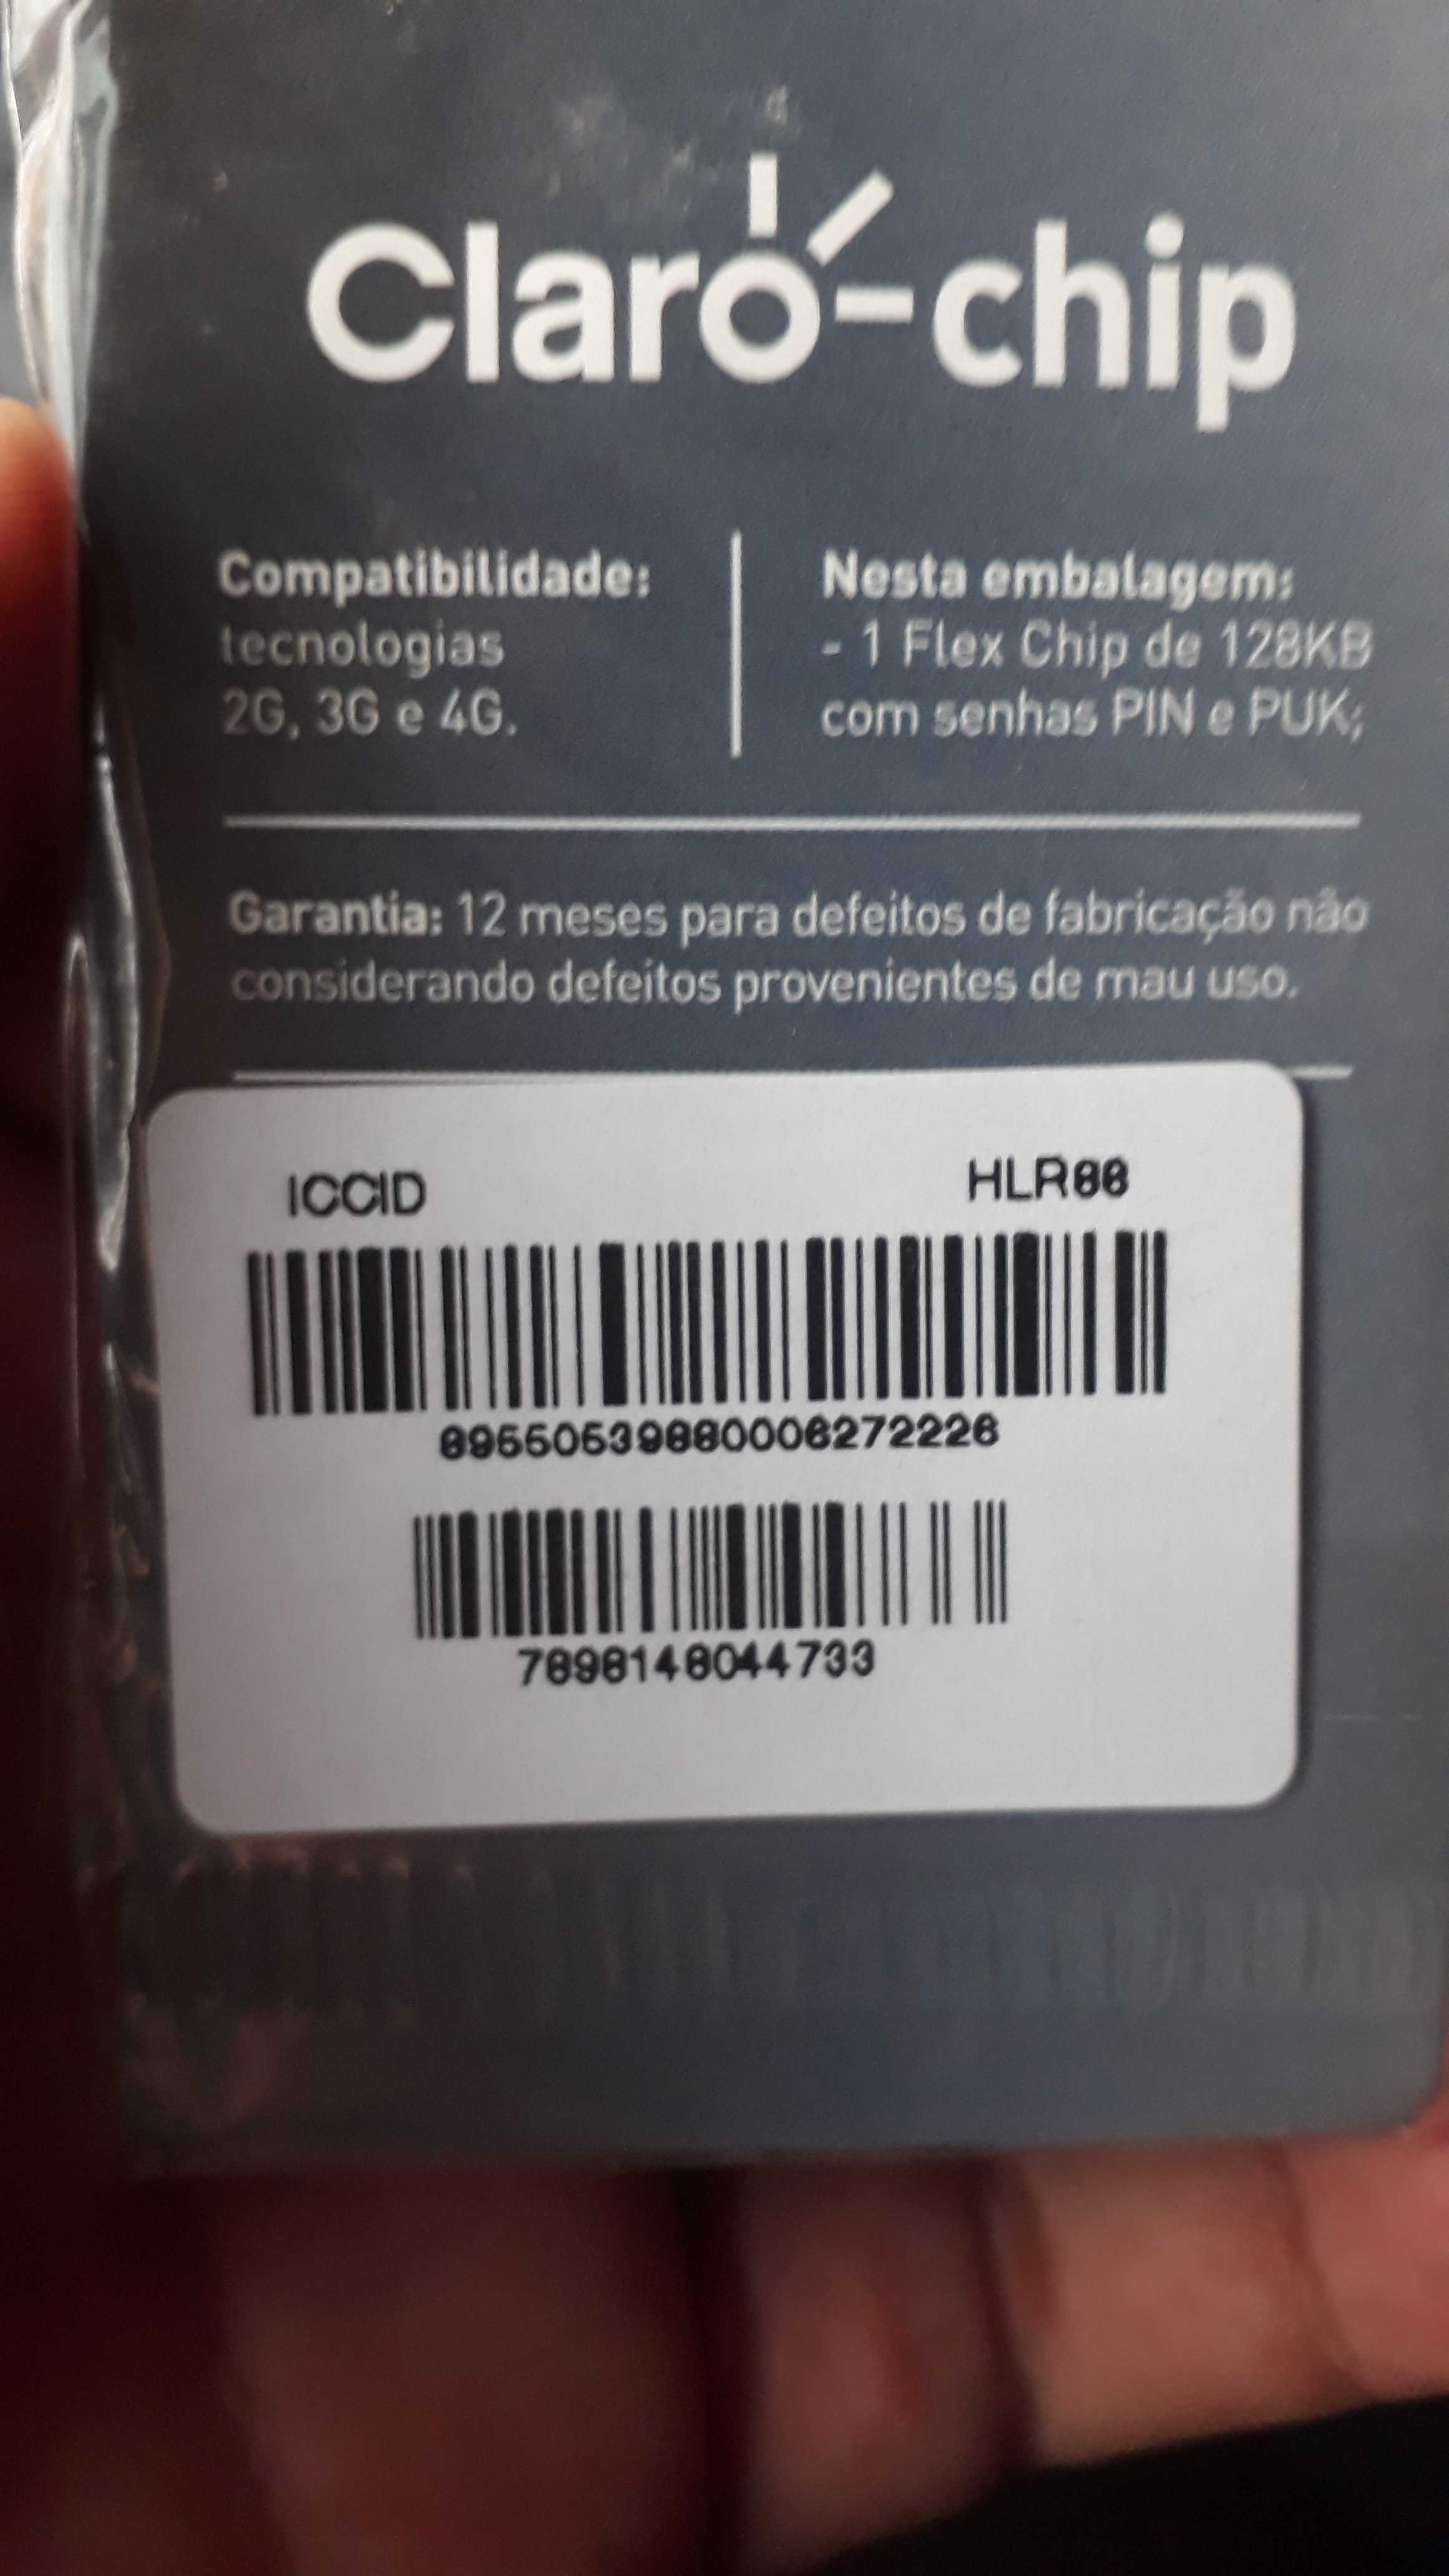 Claro-chip
Compatibilidade:
tecnologias
2G, 3G e 4G.
Nesta embalagem:
- 1 Flex Chip de 128KB
com senhas PIN e PUK;
Garantia: 12 meses para defeitos de fabricação não
considerando defeitos provenientes de mau uso.
ICCID HLR88
89550539880006272226
7898148044733